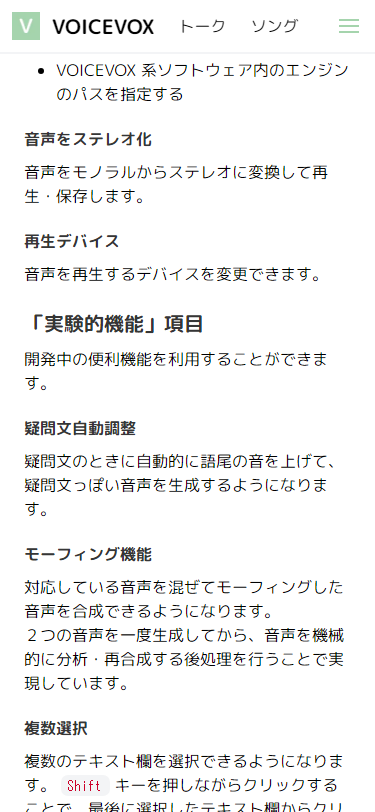 V VOICEVOX トーク ソング
• VOICEVOX 系ソフトウェア内のエンジン
のパスを指定する
音声をステレオ化
音声をモノラルからステレオに変換して再
生・保存します。
再生デバイス
音声を再生するデバイスを変更できます。
「実験的機能」項目
開発中の便利機能を利用することができま
す。
疑問文自動調整
疑問文のときに自動的に語尾の音を上げて、
疑問文っぽい音声を生成するようになりま
す。
モーフィング機能
対応している音声を混ぜてモーフィングした
音声を合成できるようになります。
２つの音声を一度生成してから、音声を機械
的に分析・再合成する後処理を行うことで実
現しています。
複数選択
複数のテキスト欄を選択できるようになりま
す。 Shift キーを押しながらクリックする
ことで、最後に選択したテキスト欄からクリ